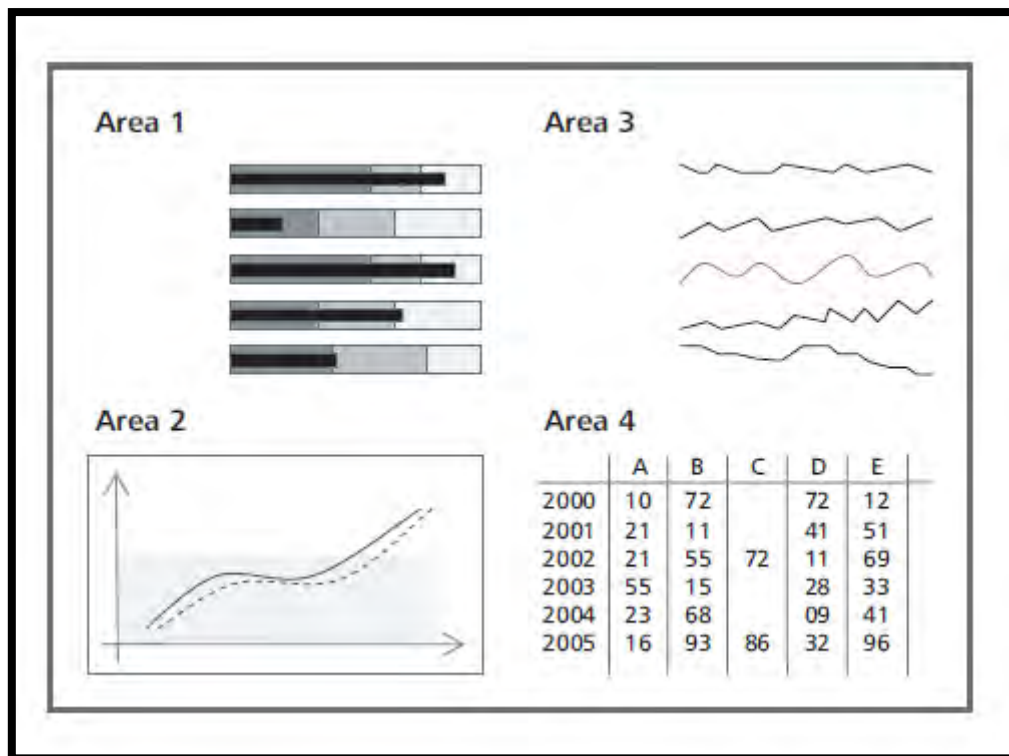 Area 1
Area 3
Area 2
Area 4
A B C D E
2000 10 72 72 12
2001 21 11 41 51
2002 21 55 72 11 69
2003 55 15 28 33
2004 23 68 09 41
2005 16 93 86 32 96